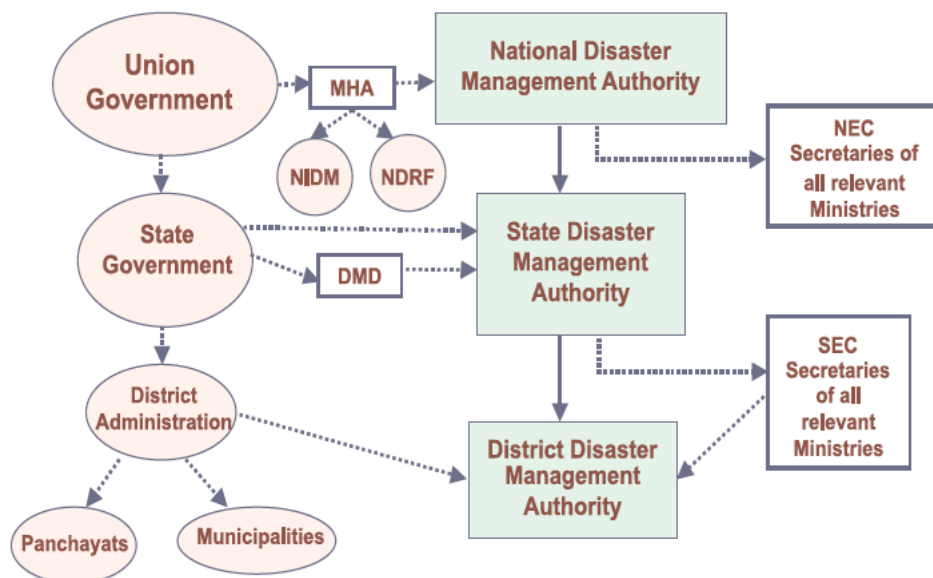 Union
Government
MHA
National Disaster
Management Authority
NIDM
NDRF
NEC
Secretaries of
all relevant
Ministries
State
Government
DMD
State Disaster
Management
Authority
SEC
Secretaries
of all
relevant
Ministries
District
Administration
District Disaster
Management
Authority
Panchayats
Municipalities